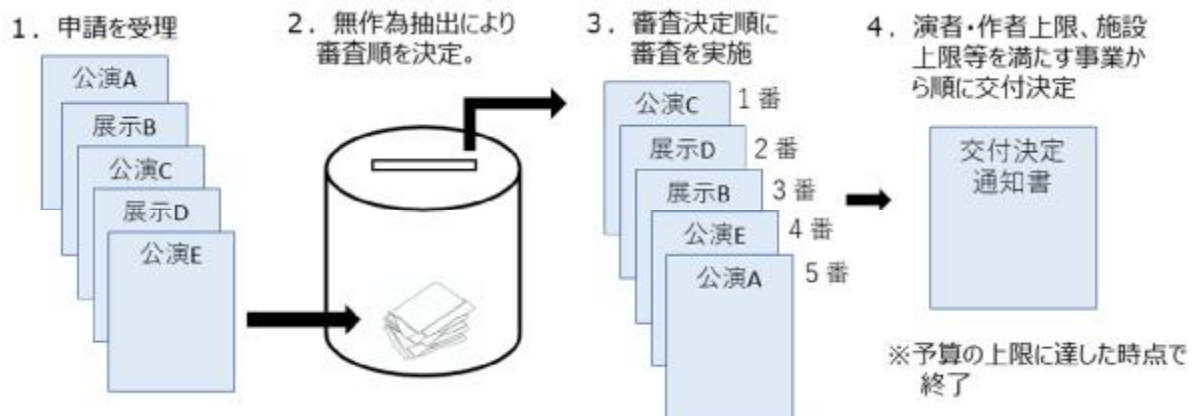 1．申請を受理
公演A
展示B
公演C
展示D
公演E
2．無作為抽出により
審査順を決定。
3．審査決定順に
審査を実施
公演C 1番
展示D 2番
展示B 3番
公演E 4番
公演A 5番
4．演者・作者上限、施設
上限等を満たす事業か
ら順に交付決定
交付決定
通知書
※予算の上限に達した時点で
終了